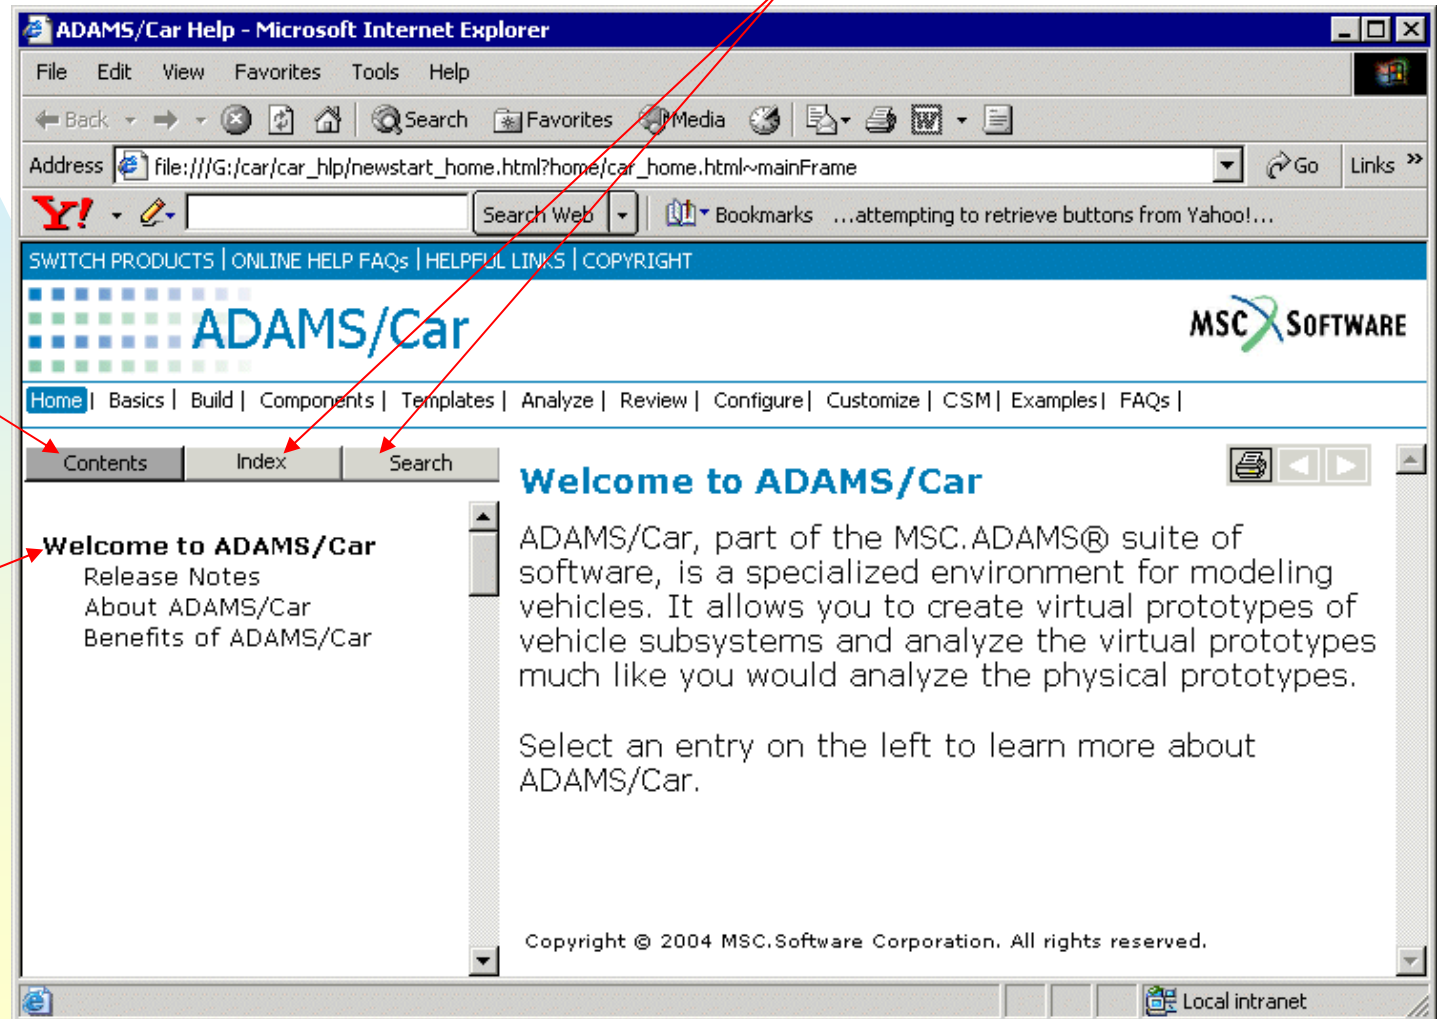 ADAMS/Car Help - Microsoft Internet Explorer
File Edit View Favorites Tools Help
Back Search Favorites Media
Address file:///G:/car/car_hlp/newstart_home.html?home/car_home.html~mainFrame Go Links »
Y! Search Web Bookmarks ...attempting to retrieve buttons from Yahoo!...
SWITCH PRODUCTS | ONLINE HELP FAQs | HELPFUL LINKS | COPYRIGHT
ADAMS/Car MSC SOFTWARE
Home | Basics | Build | Components | Templates | Analyze | Review | Configure | Customize | CSM | Examples | FAQs |
Contents Index Search
Welcome to ADAMS/Car
Release Notes
About ADAMS/Car
Benefits of ADAMS/Car
Welcome to ADAMS/Car
ADAMS/Car, part of the MSC.ADAMS® suite of
software, is a specialized environment for modeling
vehicles. It allows you to create virtual prototypes of
vehicle subsystems and analyze the virtual prototypes
much like you would analyze the physical prototypes.
Select an entry on the left to learn more about
ADAMS/Car.
Copyright © 2004 MSC.Software Corporation. All rights reserved.
Local intranet